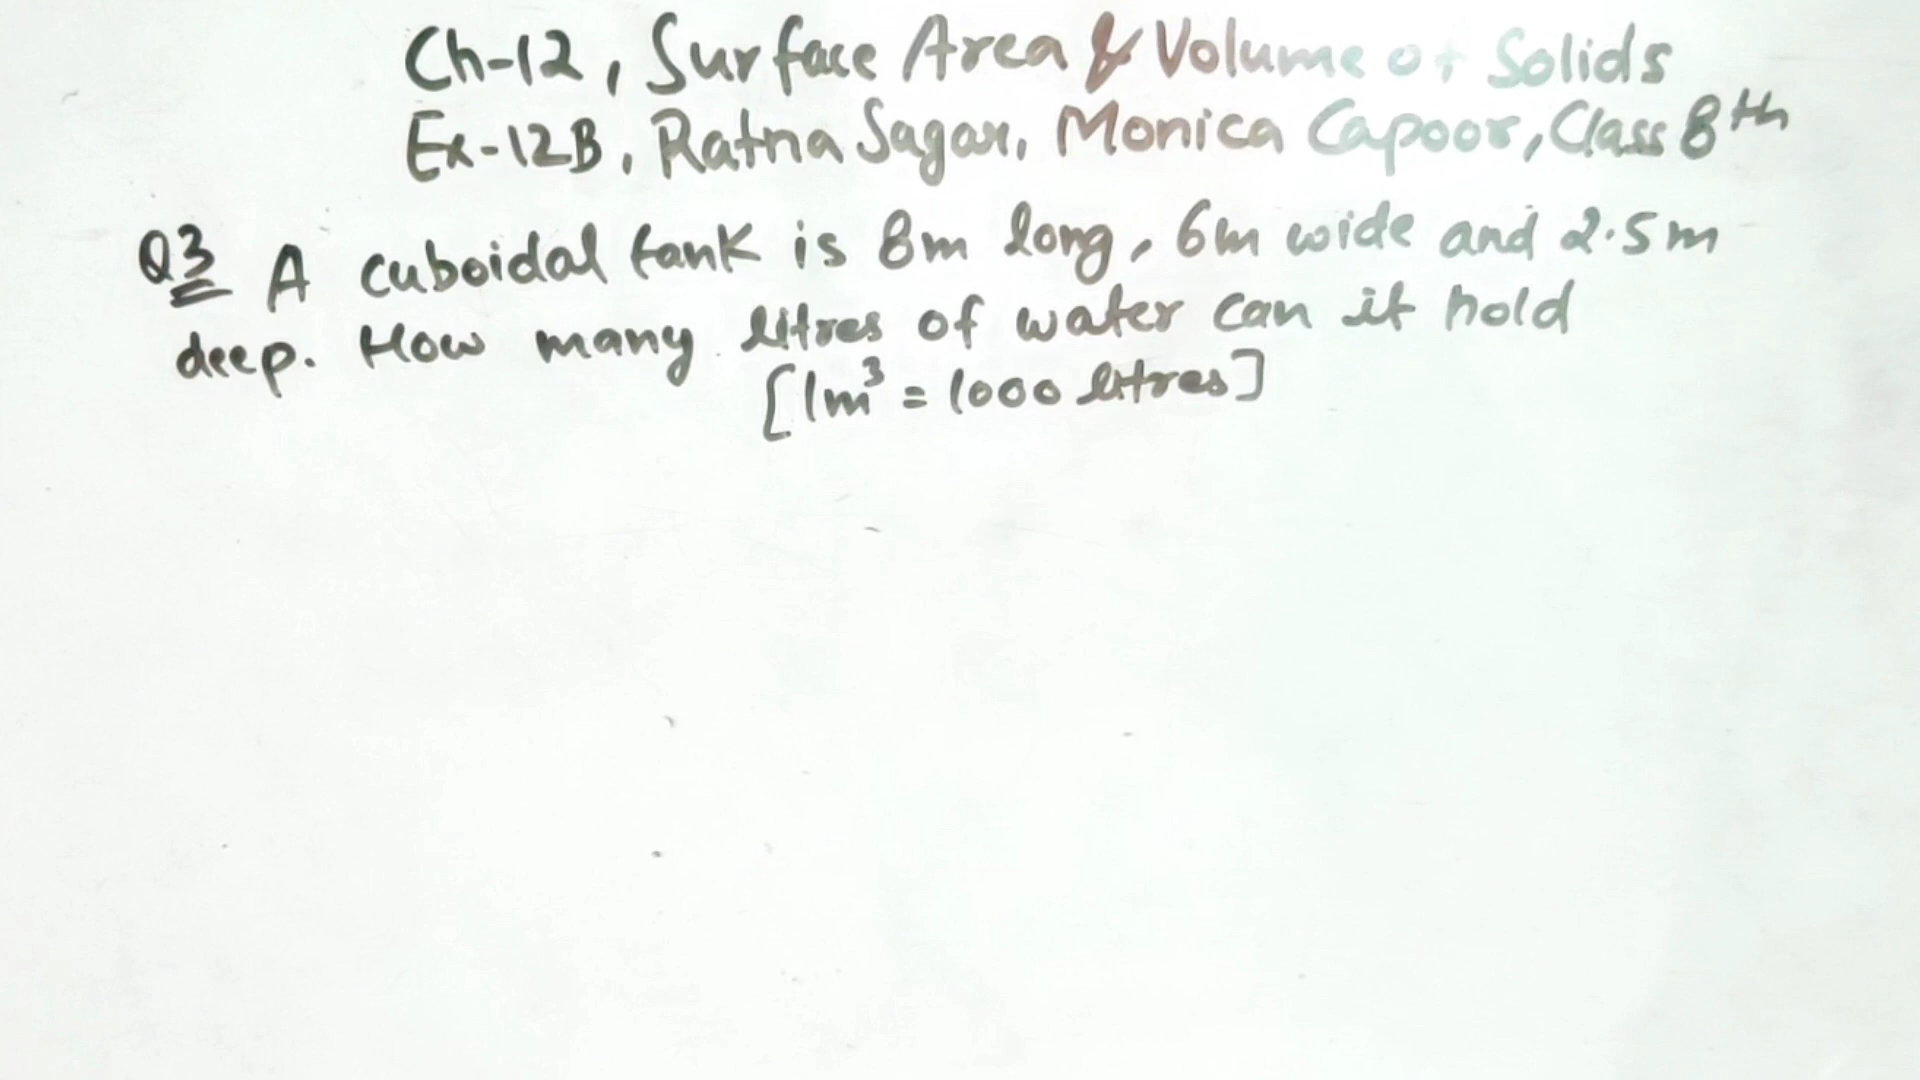 Ch-12, Surface Area & Volume of Solids
Ex-12B, Ratna Sagar, Monica Capoor, Class 8th
Q3 A cuboidal tank is 8m long, 6m wide and 2.5m
deep. How many litres of water can it hold
[1m³ = 1000 litres]